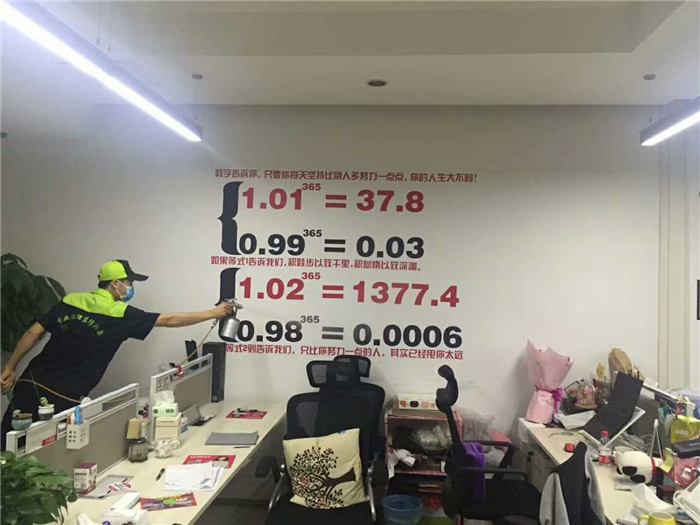 数学告诉你，只要你每天坚持比别人多努力一点点，你的人生大不同！
1.01365 = 37.8
0.99365 = 0.03
如果等式1告诉我们，积跬步以致千里，积怠惰以致深渊。
1.02365 = 1377.4
0.98365 = 0.0006
等式2则告诉我们，只比你努力一点的人，其实已经甩你太远